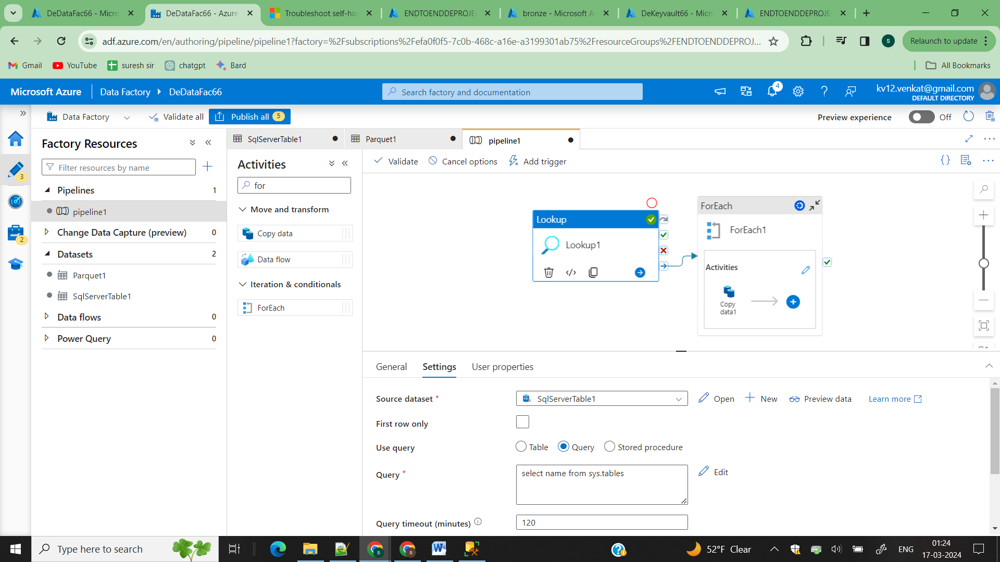 DeDataFac66 - Micro
DeDataFac66 - Azure
Troubleshoot self-hos
ENDTOENDDEPROJE
bronze - Microsoft A
DeKeyvault66 - Micro
ENDTOENDDEPROJE
adf.azure.com/en/authoring/pipeline/pipeline1?factory=%2Fsubscriptions%2Fefa0f0f5-7c0b-468c-a16e-a3199301ab75%2FresourceGroups%2FENDTOENDDEPROJ...
s
Relaunch to update
Gmail
YouTube
suresh sir
chatgpt
Bard
All Bookmarks
Microsoft Azure
Data Factory
DeDataFac66
Search factory and documentation
4
kv12.venkat@gmail.com
DEFAULT DIRECTORY
Data Factory
Validate all
Publish all 5
Preview experience
Off
3
2
Factory Resources
Filter resources by name
Pipelines 1
pipeline1
Change Data Capture (preview) 0
Datasets 2
Parquet1
SqlServerTable1
Data flows 0
Power Query 0
SqlServerTable1
Parquet1
pipeline1
Activities
for
Move and transform
Copy data
Data flow
Iteration & conditionals
ForEach
Validate
Cancel options
Add trigger
Lookup
Lookup1
ForEach
ForEach1
Activities
Copy
data1
General
Settings
User properties
Source dataset *
SqlServerTable1
Open
New
Preview data
Learn more
First row only
Use query
Table
Query
Stored procedure
Query *
select name from sys.tables
Edit
Query timeout (minutes)
120
Type here to search
52°F Clear
ENG
01:24
17-03-2024